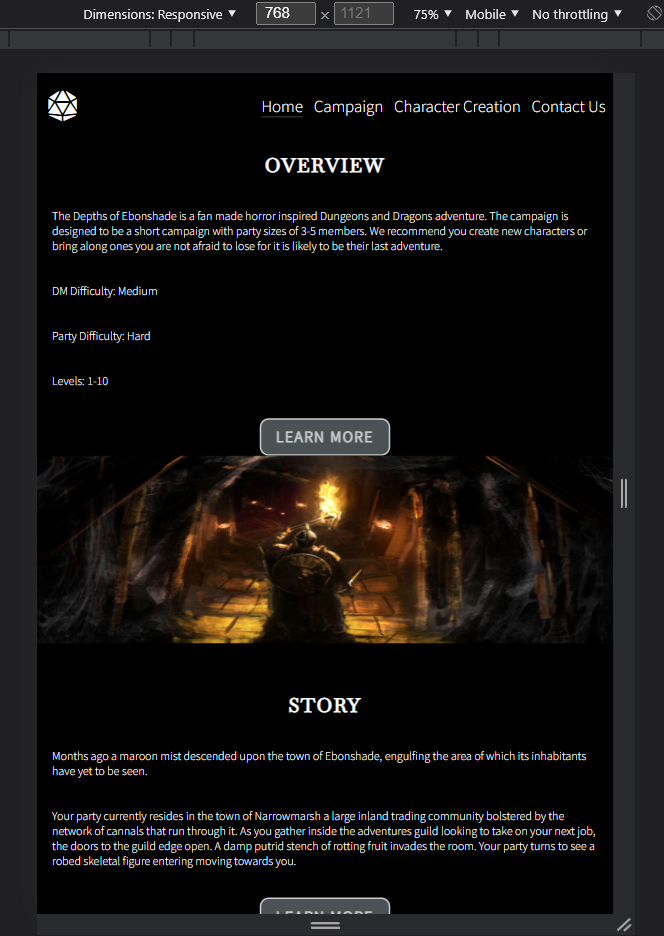 Dimensions: Responsive ▼ 768 × 1121 75% ▼ Mobile ▼ No throttling ▼
Home Campaign Character Creation Contact Us
OVERVIEW
The Depths of Ebonshade is a fan made horror inspired Dungeons and Dragons adventure. The campaign is
designed to be a short campaign with party sizes of 3-5 members. We recommend you create new characters or
bring along ones you are not afraid to lose for it is likely to be their last adventure.
DM Difficulty: Medium
Party Difficulty: Hard
Levels: 1-10
LEARN MORE
STORY
Months ago a maroon mist descended upon the town of Ebonshade, engulfing the area of which its inhabitants
have yet to be seen.
Your party currently resides in the town of Narrowmarsh a large inland trading community bolstered by the
network of cannals that run through it. As you gather inside the adventures guild looking to take on your next job,
the doors to the guild edge open. A damp putrid stench of rotting fruit invades the room. Your party turns to see a
robed skeletal figure entering moving towards you.
LEARN MORE